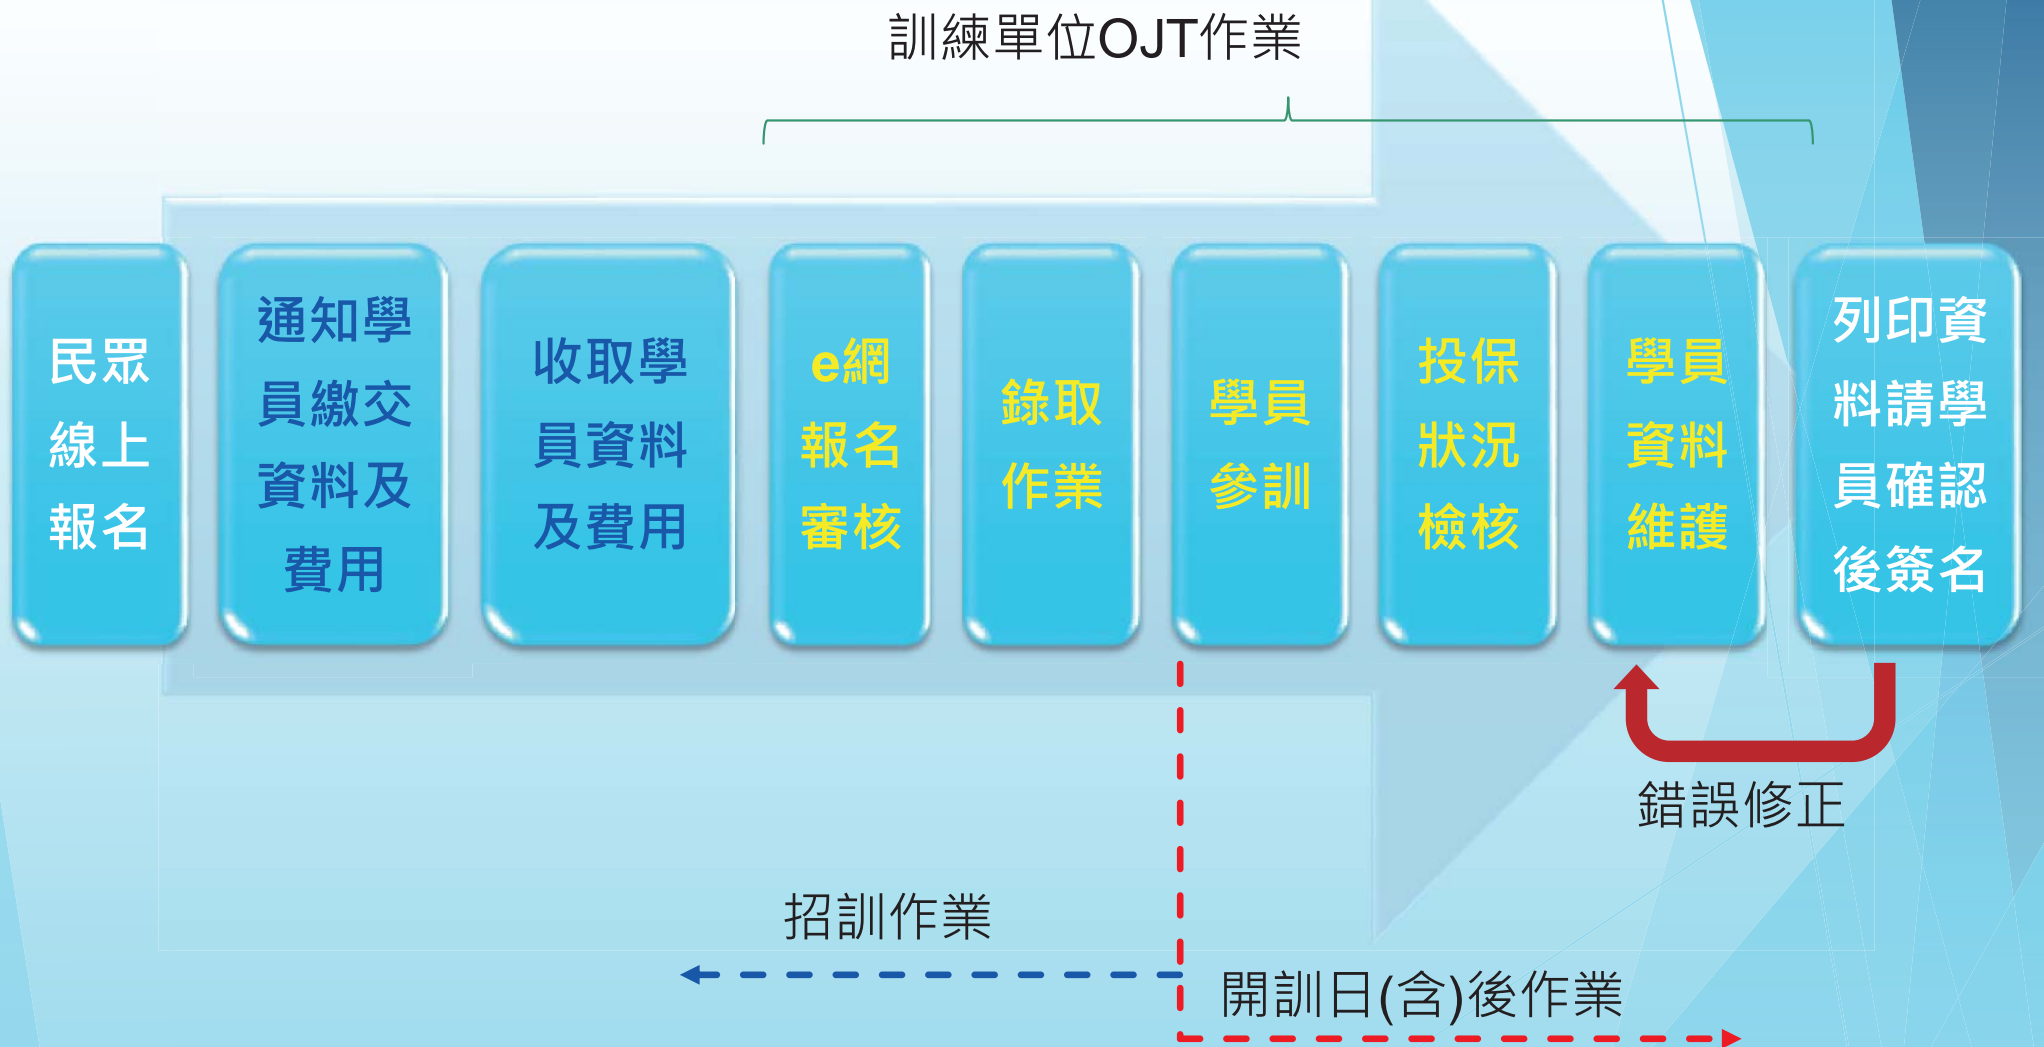 訓練單位OJT作業
民眾
線上
報名
通知學
員繳交
資料及
費用
收取學
員資料
及費用
e網
報名
審核
錄取
作業
學員
參訓
投保
狀況
檢核
學員
資料
維護
列印資
料請學
員確認
後簽名
錯誤修正
招訓作業
開訓日(含)後作業